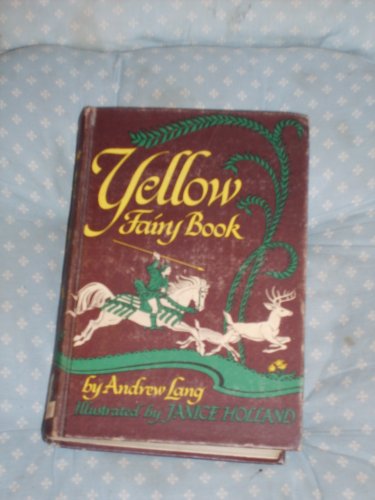 Yellow
Fairy Book
by Andrew Lang
Illustrated by JANICE HOLLAND